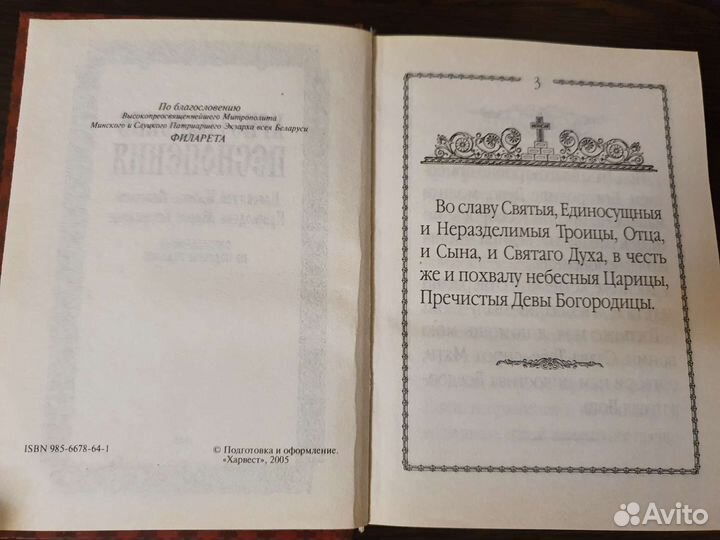 По благословению
Высокопреосвященнейшего Митрополита
Минского и Слуцкого Патриаршего Экзарха всея Беларуси
ФИЛАРЕТА
песнопения
ISBN 985-6678-64-1
© Подготовка и оформление.
«Харвест», 2005
3
Во славу Святыя, Единосущныя
и Неразделимыя Троицы, Отца,
и Сына, и Святаго Духа, в честь
же и похвалу небесныя Царицы,
Пречистыя Девы Богородицы.
Avito